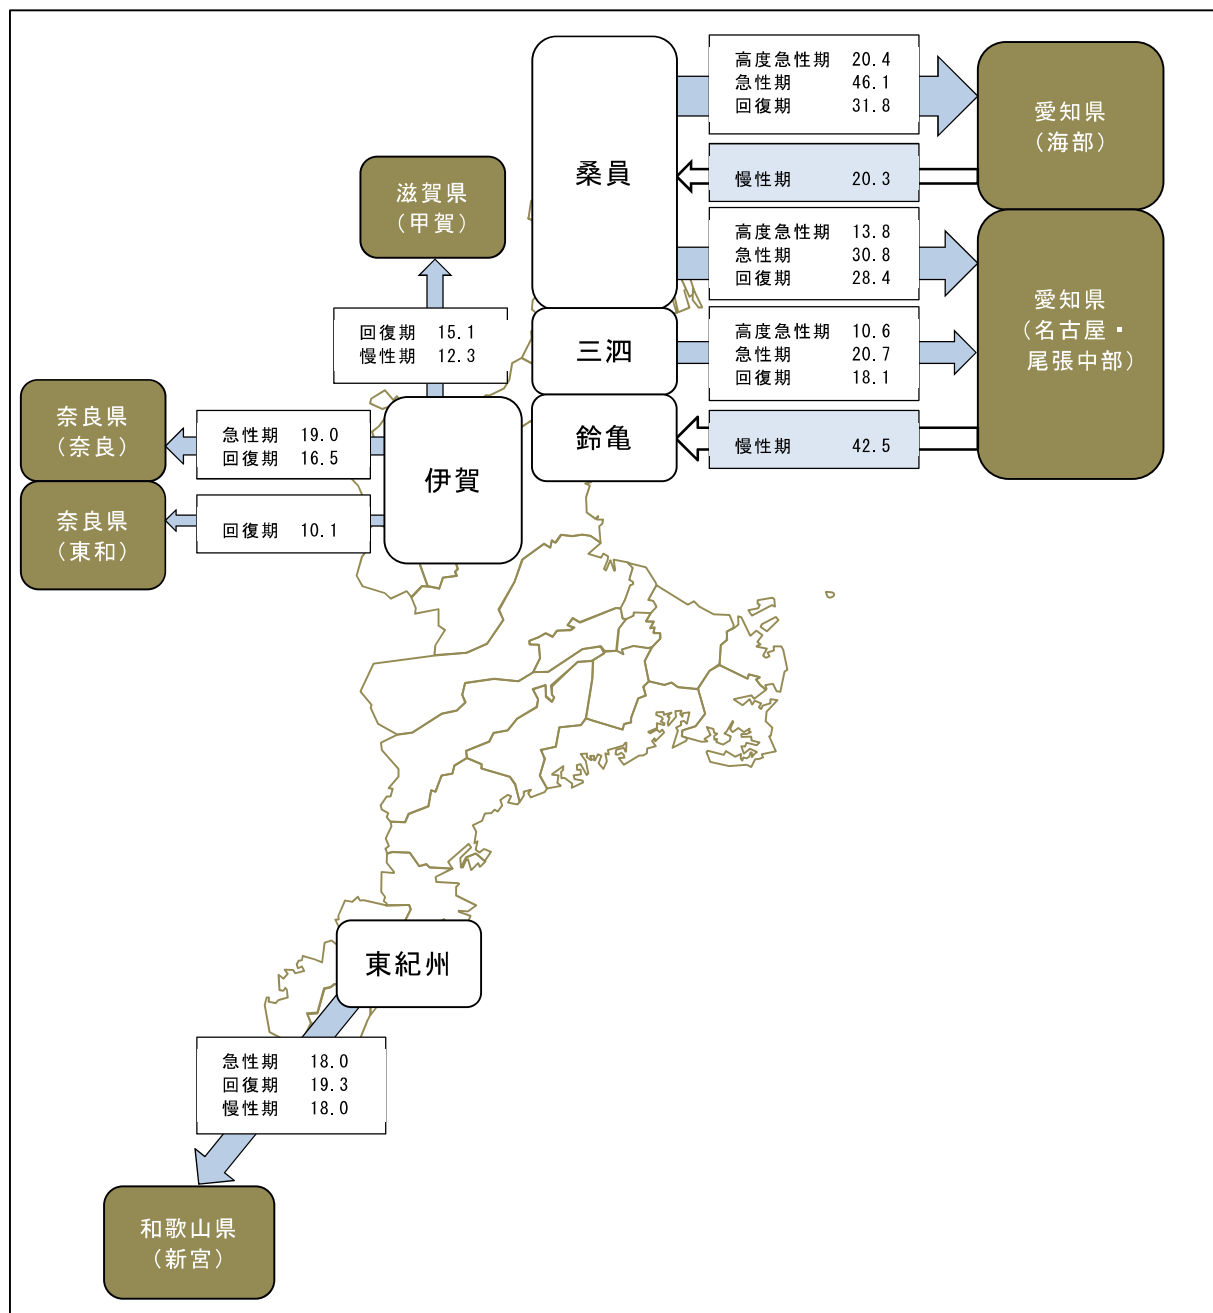 高度急性期 20.4
急性期 46.1
回復期 31.8
愛知県
(海部)
桑員
慢性期 20.3
滋賀県
(甲賀)
高度急性期 13.8
急性期 30.8
回復期 28.4
愛知県
(名古屋・
尾張中部)
回復期 15.1
慢性期 12.3
三泗
高度急性期 10.6
急性期 20.7
回復期 18.1
奈良県
(奈良)
急性期 19.0
回復期 16.5
鈴亀
慢性期 42.5
伊賀
奈良県
(東和)
回復期 10.1
東紀州
急性期 18.0
回復期 19.3
慢性期 18.0
和歌山県
(新宮)